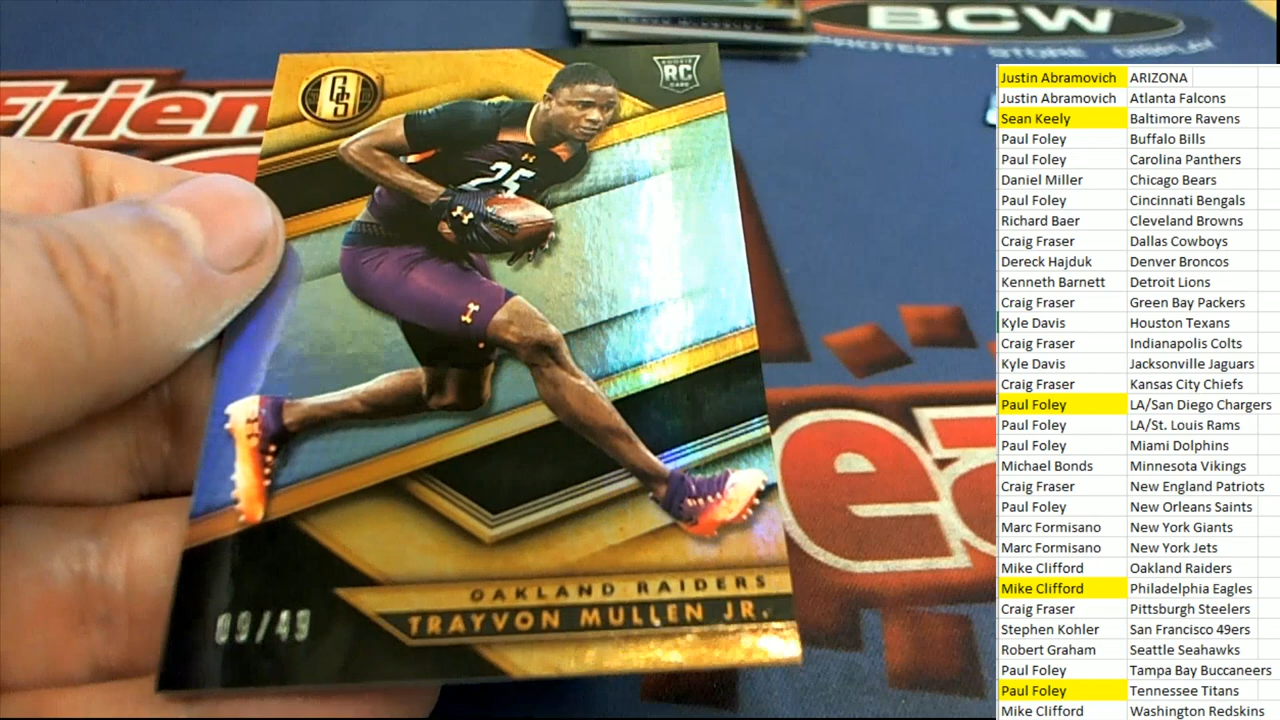 BCW
PROTECT STORE DISPLAY
Frien
GS
ROOKIE
RC
CARD
25
OAKLAND RAIDERS
TRAYVON MULLEN JR.
09/49
Justin Abramovich ARIZONA
Justin Abramovich Atlanta Falcons
Sean Keely Baltimore Ravens
Paul Foley Buffalo Bills
Paul Foley Carolina Panthers
Daniel Miller Chicago Bears
Paul Foley Cincinnati Bengals
Richard Baer Cleveland Browns
Craig Fraser Dallas Cowboys
Dereck Hajduk Denver Broncos
Kenneth Barnett Detroit Lions
Craig Fraser Green Bay Packers
Kyle Davis Houston Texans
Craig Fraser Indianapolis Colts
Kyle Davis Jacksonville Jaguars
Craig Fraser Kansas City Chiefs
Paul Foley LA/San Diego Chargers
Paul Foley LA/St. Louis Rams
Paul Foley Miami Dolphins
Michael Bonds Minnesota Vikings
Craig Fraser New England Patriots
Paul Foley New Orleans Saints
Marc Formisano New York Giants
Marc Formisano New York Jets
Mike Clifford Oakland Raiders
Mike Clifford Philadelphia Eagles
Craig Fraser Pittsburgh Steelers
Stephen Kohler San Francisco 49ers
Robert Graham Seattle Seahawks
Paul Foley Tampa Bay Buccaneers
Paul Foley Tennessee Titans
Mike Clifford Washington Redskins